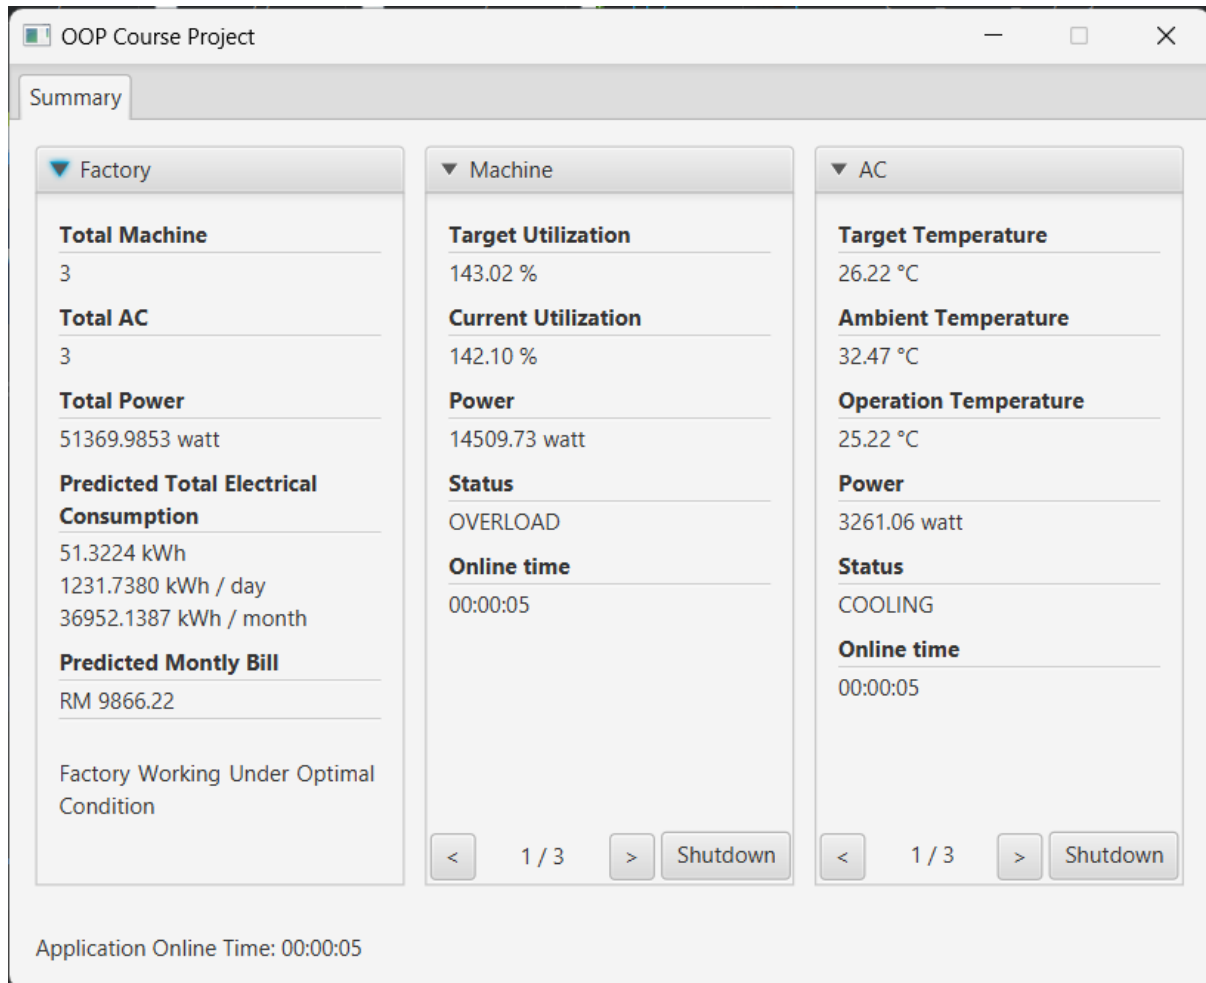 OOP Course Project
Summary
Factory
Total Machine
3
Total AC
3
Total Power
51369.9853 watt
Predicted Total Electrical
Consumption
51.3224 kWh
1231.7380 kWh / day
36952.1387 kWh / month
Predicted Montly Bill
RM 9866.22
Factory Working Under Optimal
Condition
Machine
Target Utilization
143.02 %
Current Utilization
142.10 %
Power
14509.73 watt
Status
OVERLOAD
Online time
00:00:05
< 1 / 3 > Shutdown
AC
Target Temperature
26.22 °C
Ambient Temperature
32.47 °C
Operation Temperature
25.22 °C
Power
3261.06 watt
Status
COOLING
Online time
00:00:05
< 1 / 3 > Shutdown
Application Online Time: 00:00:05